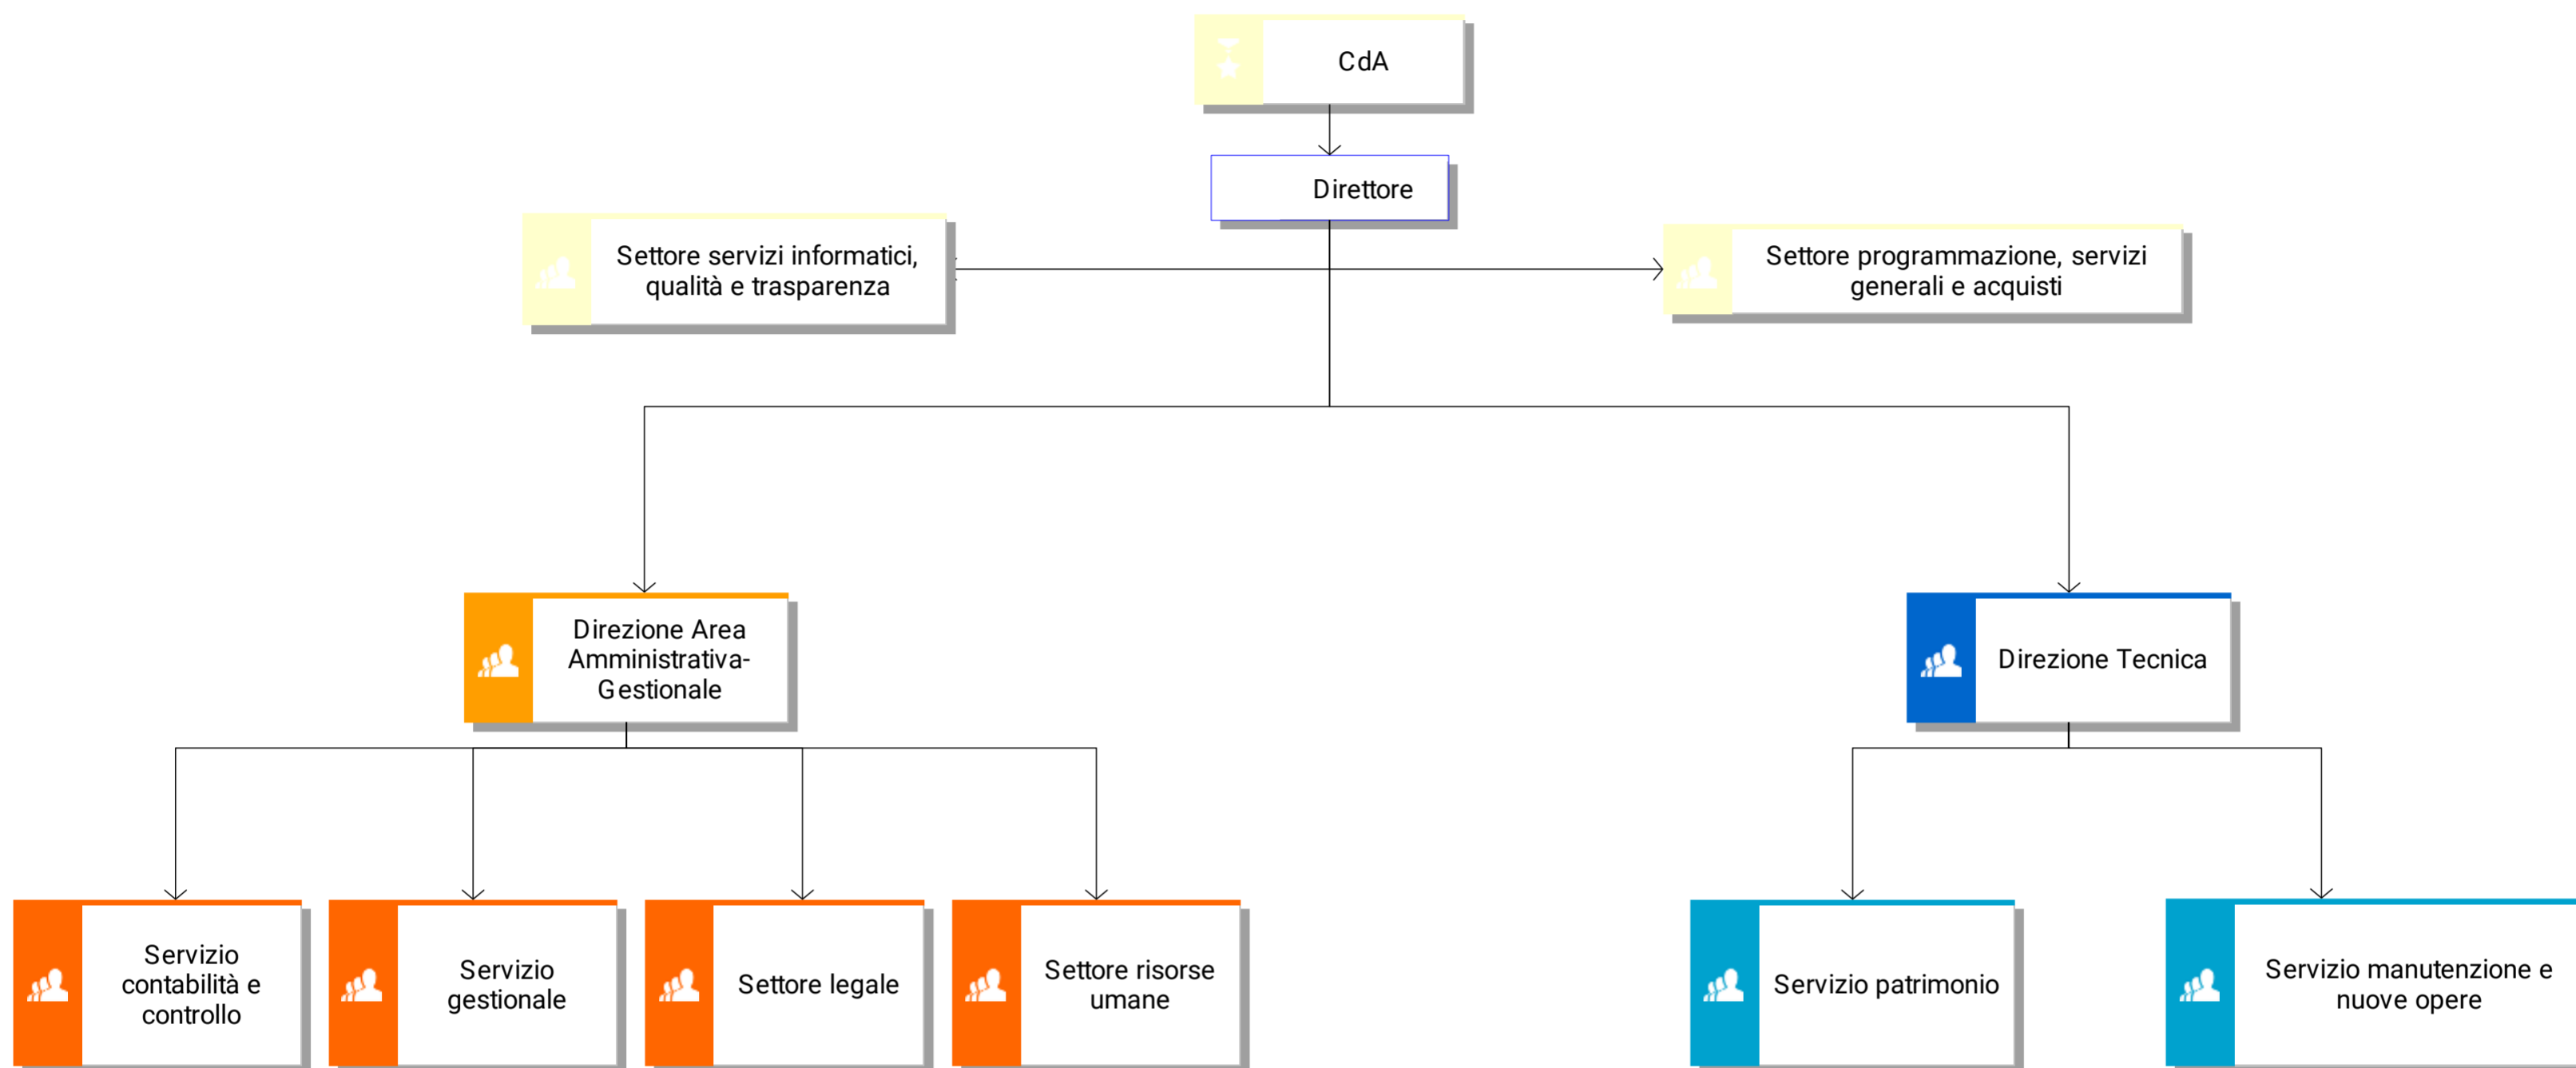 CdA
Direttore
Settore servizi informatici,
qualità e trasparenza
Settore programmazione, servizi
generali e acquisti
Direzione Area
Amministrativa-
Gestionale
Direzione Tecnica
Servizio
contabilità e
controllo
Servizio
gestionale
Settore legale
Settore risorse
umane
Servizio patrimonio
Servizio manutenzione e
nuove opere